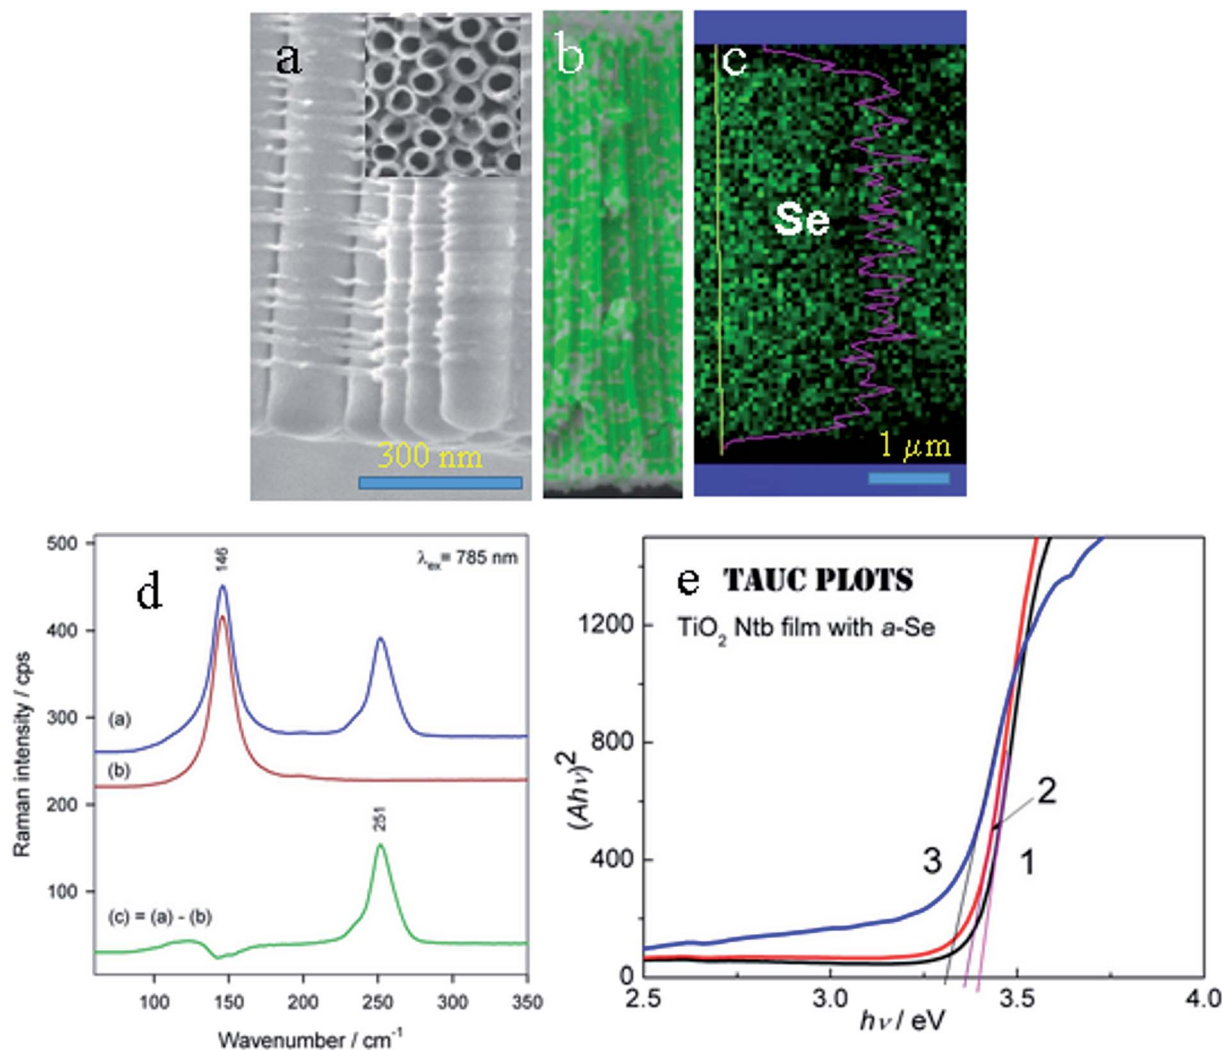 a
b
c
Se
300 nm
1 μm
d
λex= 785 nm
146
251
(a)
(b)
(c) = (a) - (b)
500
400
300
200
100
Raman intensity / cps
100 150 200 250 300 350
Wavenumber / cm-1
e TAUC PLOTS
TiO2 Ntb film with a-Se
1200
800
400
0
(Ahν)2
3
2
1
2.5 3.0 3.5 4.0
hν / eV